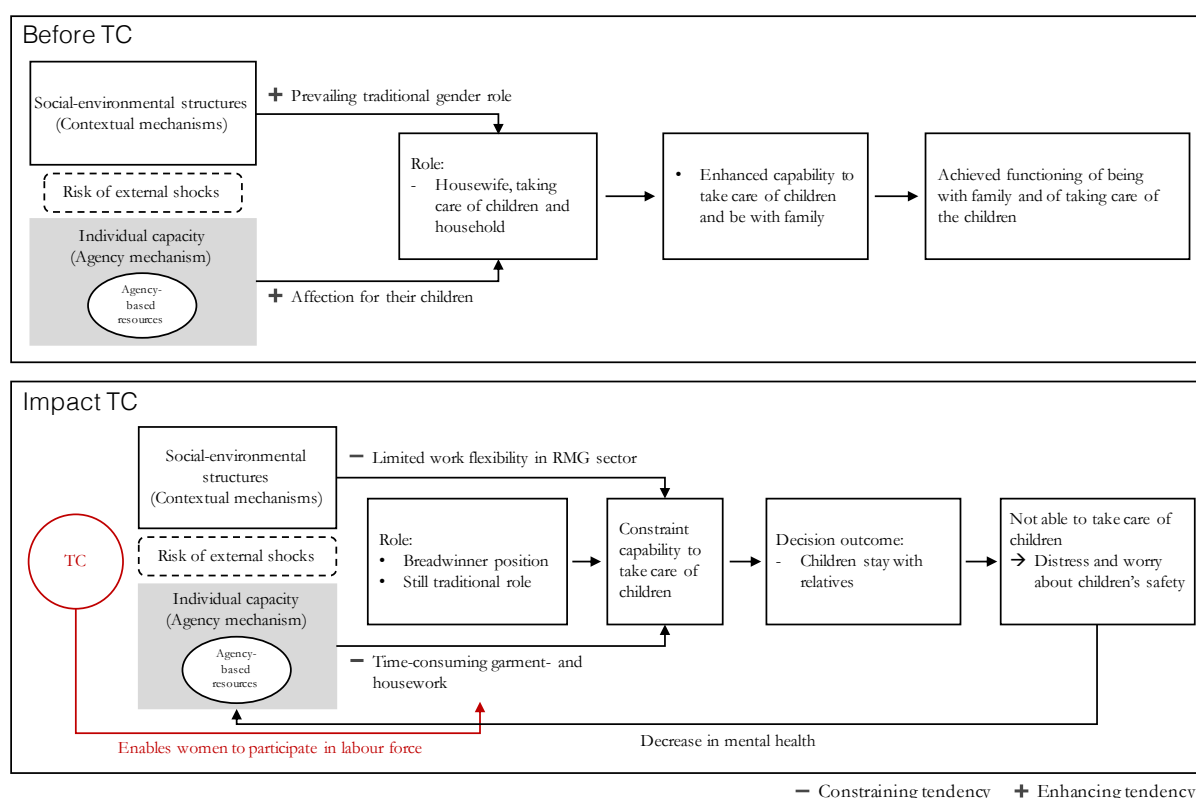 Before TC
Social-environmental structures
(Contextual mechanisms)
+ Prevailing traditional gender role
Risk of external shocks
Individual capacity
(Agency mechanism)
Agency-
based
resources
+ Affection for their children
Role:
- Housewife, taking
care of children and
household
• Enhanced capability to
take care of children
and be with family
Achieved functioning of being
with family and of taking care of
the children
Impact TC
TC
Social-environmental
structures
(Contextual mechanisms)
− Limited work flexibility in RMG sector
Risk of external shocks
Individual capacity
(Agency mechanism)
Agency-
based
resources
− Time-consuming garment- and
housework
Role:
• Breadwinner position
• Still traditional role
Constraint
capability to
take care of
children
Decision outcome:
- Children stay with
relatives
Not able to take care of
children
→ Distress and worry
about children's safety
Enables women to participate in labour force
Decrease in mental health
− Constraining tendency + Enhancing tendency